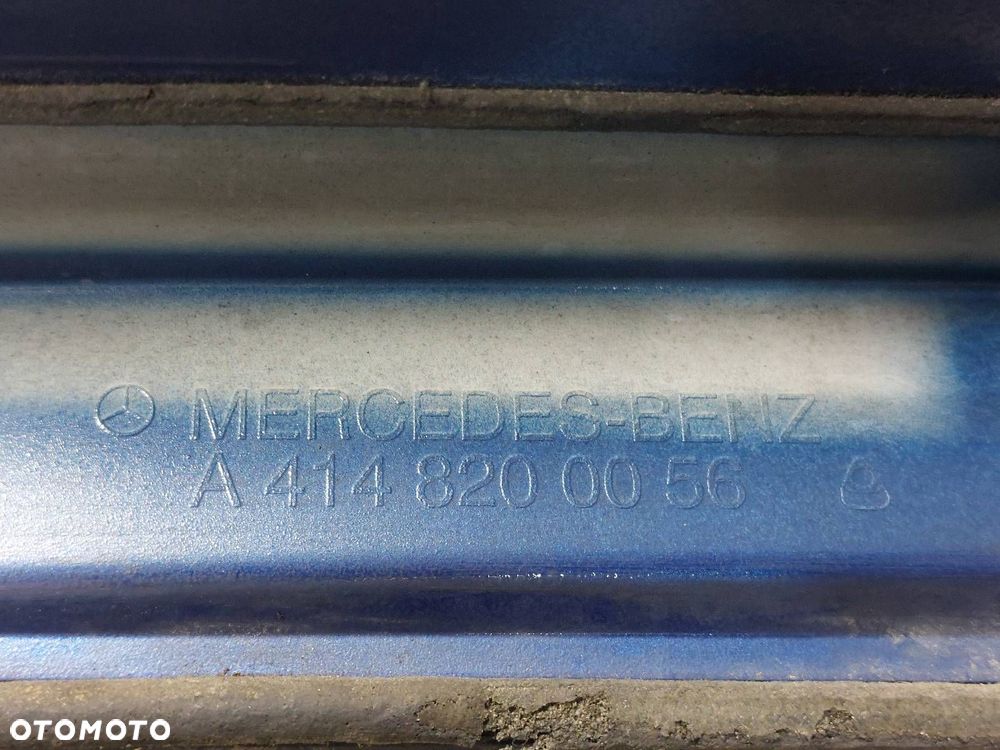 MERCEDES-BENZ
A 414 820 00 56
OTOMOTO